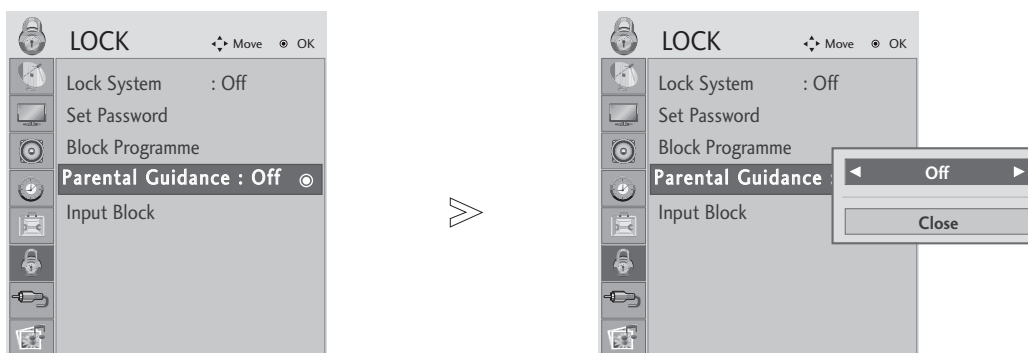 LOCK Move OK
Lock System : Off
Set Password
Block Programme
Parental Guidance : Off
Input Block
LOCK Move OK
Lock System : Off
Set Password
Block Programme
Parental Guidance :
Input Block
Off
Close